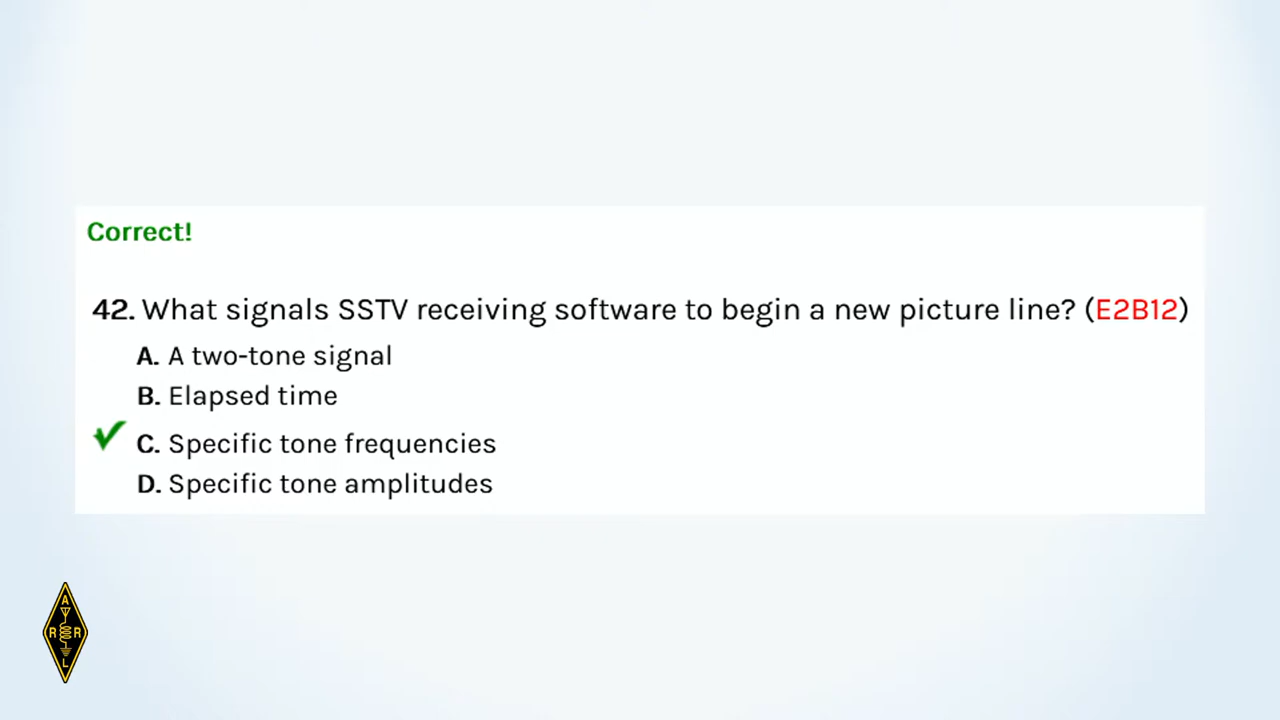 Correct!
42. What signals SSTV receiving software to begin a new picture line? (E2B12)
A. A two-tone signal
B. Elapsed time
C. Specific tone frequencies
D. Specific tone amplitudes
A
R R
L